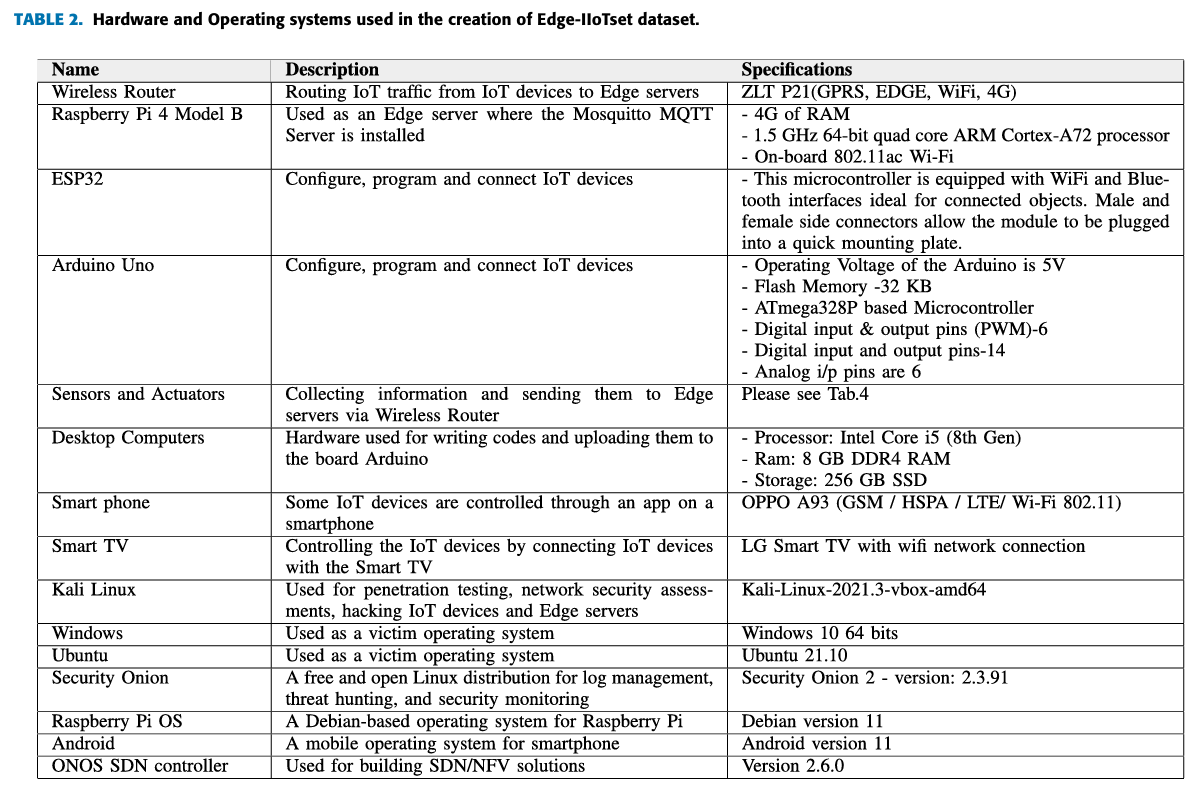 TABLE 2. Hardware and Operating systems used in the creation of Edge-IIoTset dataset.
Name Description Specifications
Wireless Router Routing IoT traffic from IoT devices to Edge servers ZLT P21(GPRS, EDGE, WiFi, 4G)
Raspberry Pi 4 Model B Used as an Edge server where the Mosquitto MQTT - 4G of RAM
Server is installed - 1.5 GHz 64-bit quad core ARM Cortex-A72 processor
- On-board 802.11ac Wi-Fi
ESP32 Configure, program and connect IoT devices - This microcontroller is equipped with WiFi and Blue-
tooth interfaces ideal for connected objects. Male and
female side connectors allow the module to be plugged
into a quick mounting plate.
Arduino Uno Configure, program and connect IoT devices - Operating Voltage of the Arduino is 5V
- Flash Memory -32 KB
- ATmega328P based Microcontroller
- Digital input & output pins (PWM)-6
- Digital input and output pins-14
- Analog i/p pins are 6
Sensors and Actuators Collecting information and sending them to Edge Please see Tab.4
servers via Wireless Router
Desktop Computers Hardware used for writing codes and uploading them to - Processor: Intel Core i5 (8th Gen)
the board Arduino - Ram: 8 GB DDR4 RAM
- Storage: 256 GB SSD
Smart phone Some IoT devices are controlled through an app on a OPPO A93 (GSM / HSPA / LTE/ Wi-Fi 802.11)
smartphone
Smart TV Controlling the IoT devices by connecting IoT devices LG Smart TV with wifi network connection
with the Smart TV
Kali Linux Used for penetration testing, network security assess- Kali-Linux-2021.3-vbox-amd64
ments, hacking IoT devices and Edge servers
Windows Used as a victim operating system Windows 10 64 bits
Ubuntu Used as a victim operating system Ubuntu 21.10
Security Onion A free and open Linux distribution for log management, Security Onion 2 - version: 2.3.91
threat hunting, and security monitoring
Raspberry Pi OS A Debian-based operating system for Raspberry Pi Debian version 11
Android A mobile operating system for smartphone Android version 11
ONOS SDN controller Used for building SDN/NFV solutions Version 2.6.0